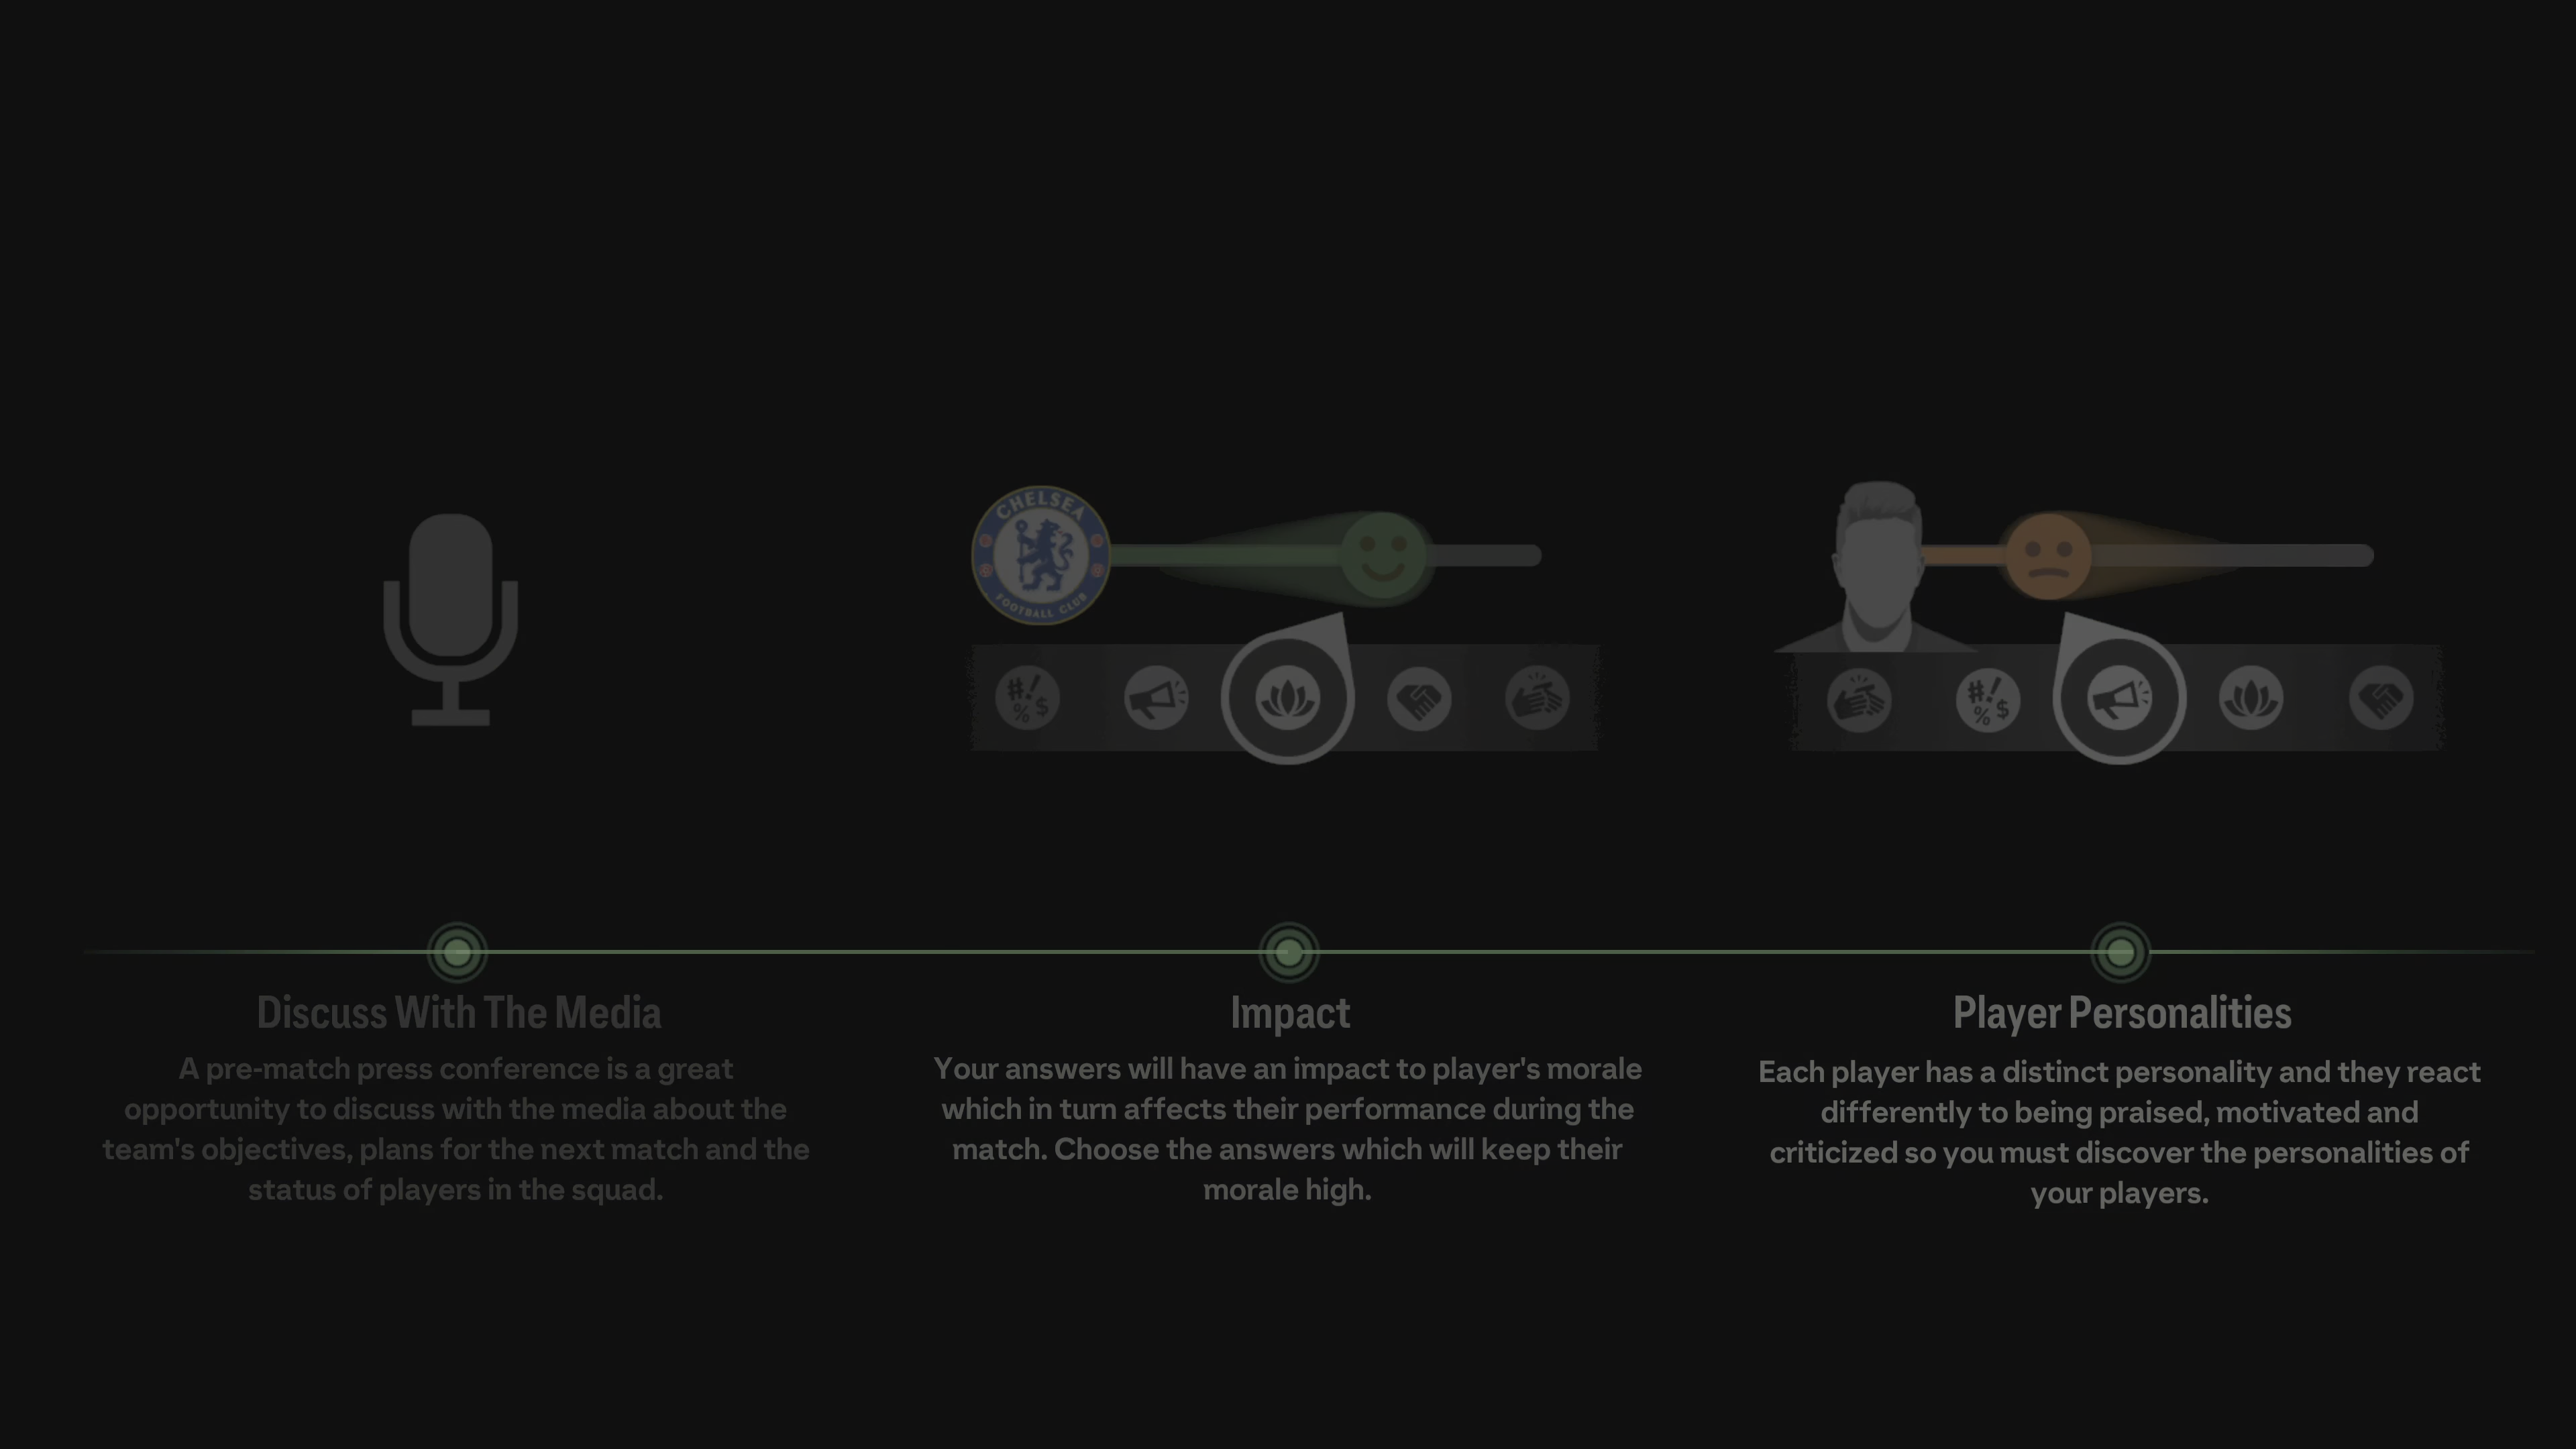 CHELSEA
FOOTBALL CLUB
#!
%$
#!
%$
Discuss With The Media
A pre-match press conference is a great
opportunity to discuss with the media about the
team's objectives, plans for the next match and the
status of players in the squad.
Impact
Your answers will have an impact to player's morale
which in turn affects their performance during the
match. Choose the answers which will keep their
morale high.
Player Personalities
Each player has a distinct personality and they react
differently to being praised, motivated and
criticized so you must discover the personalities of
your players.